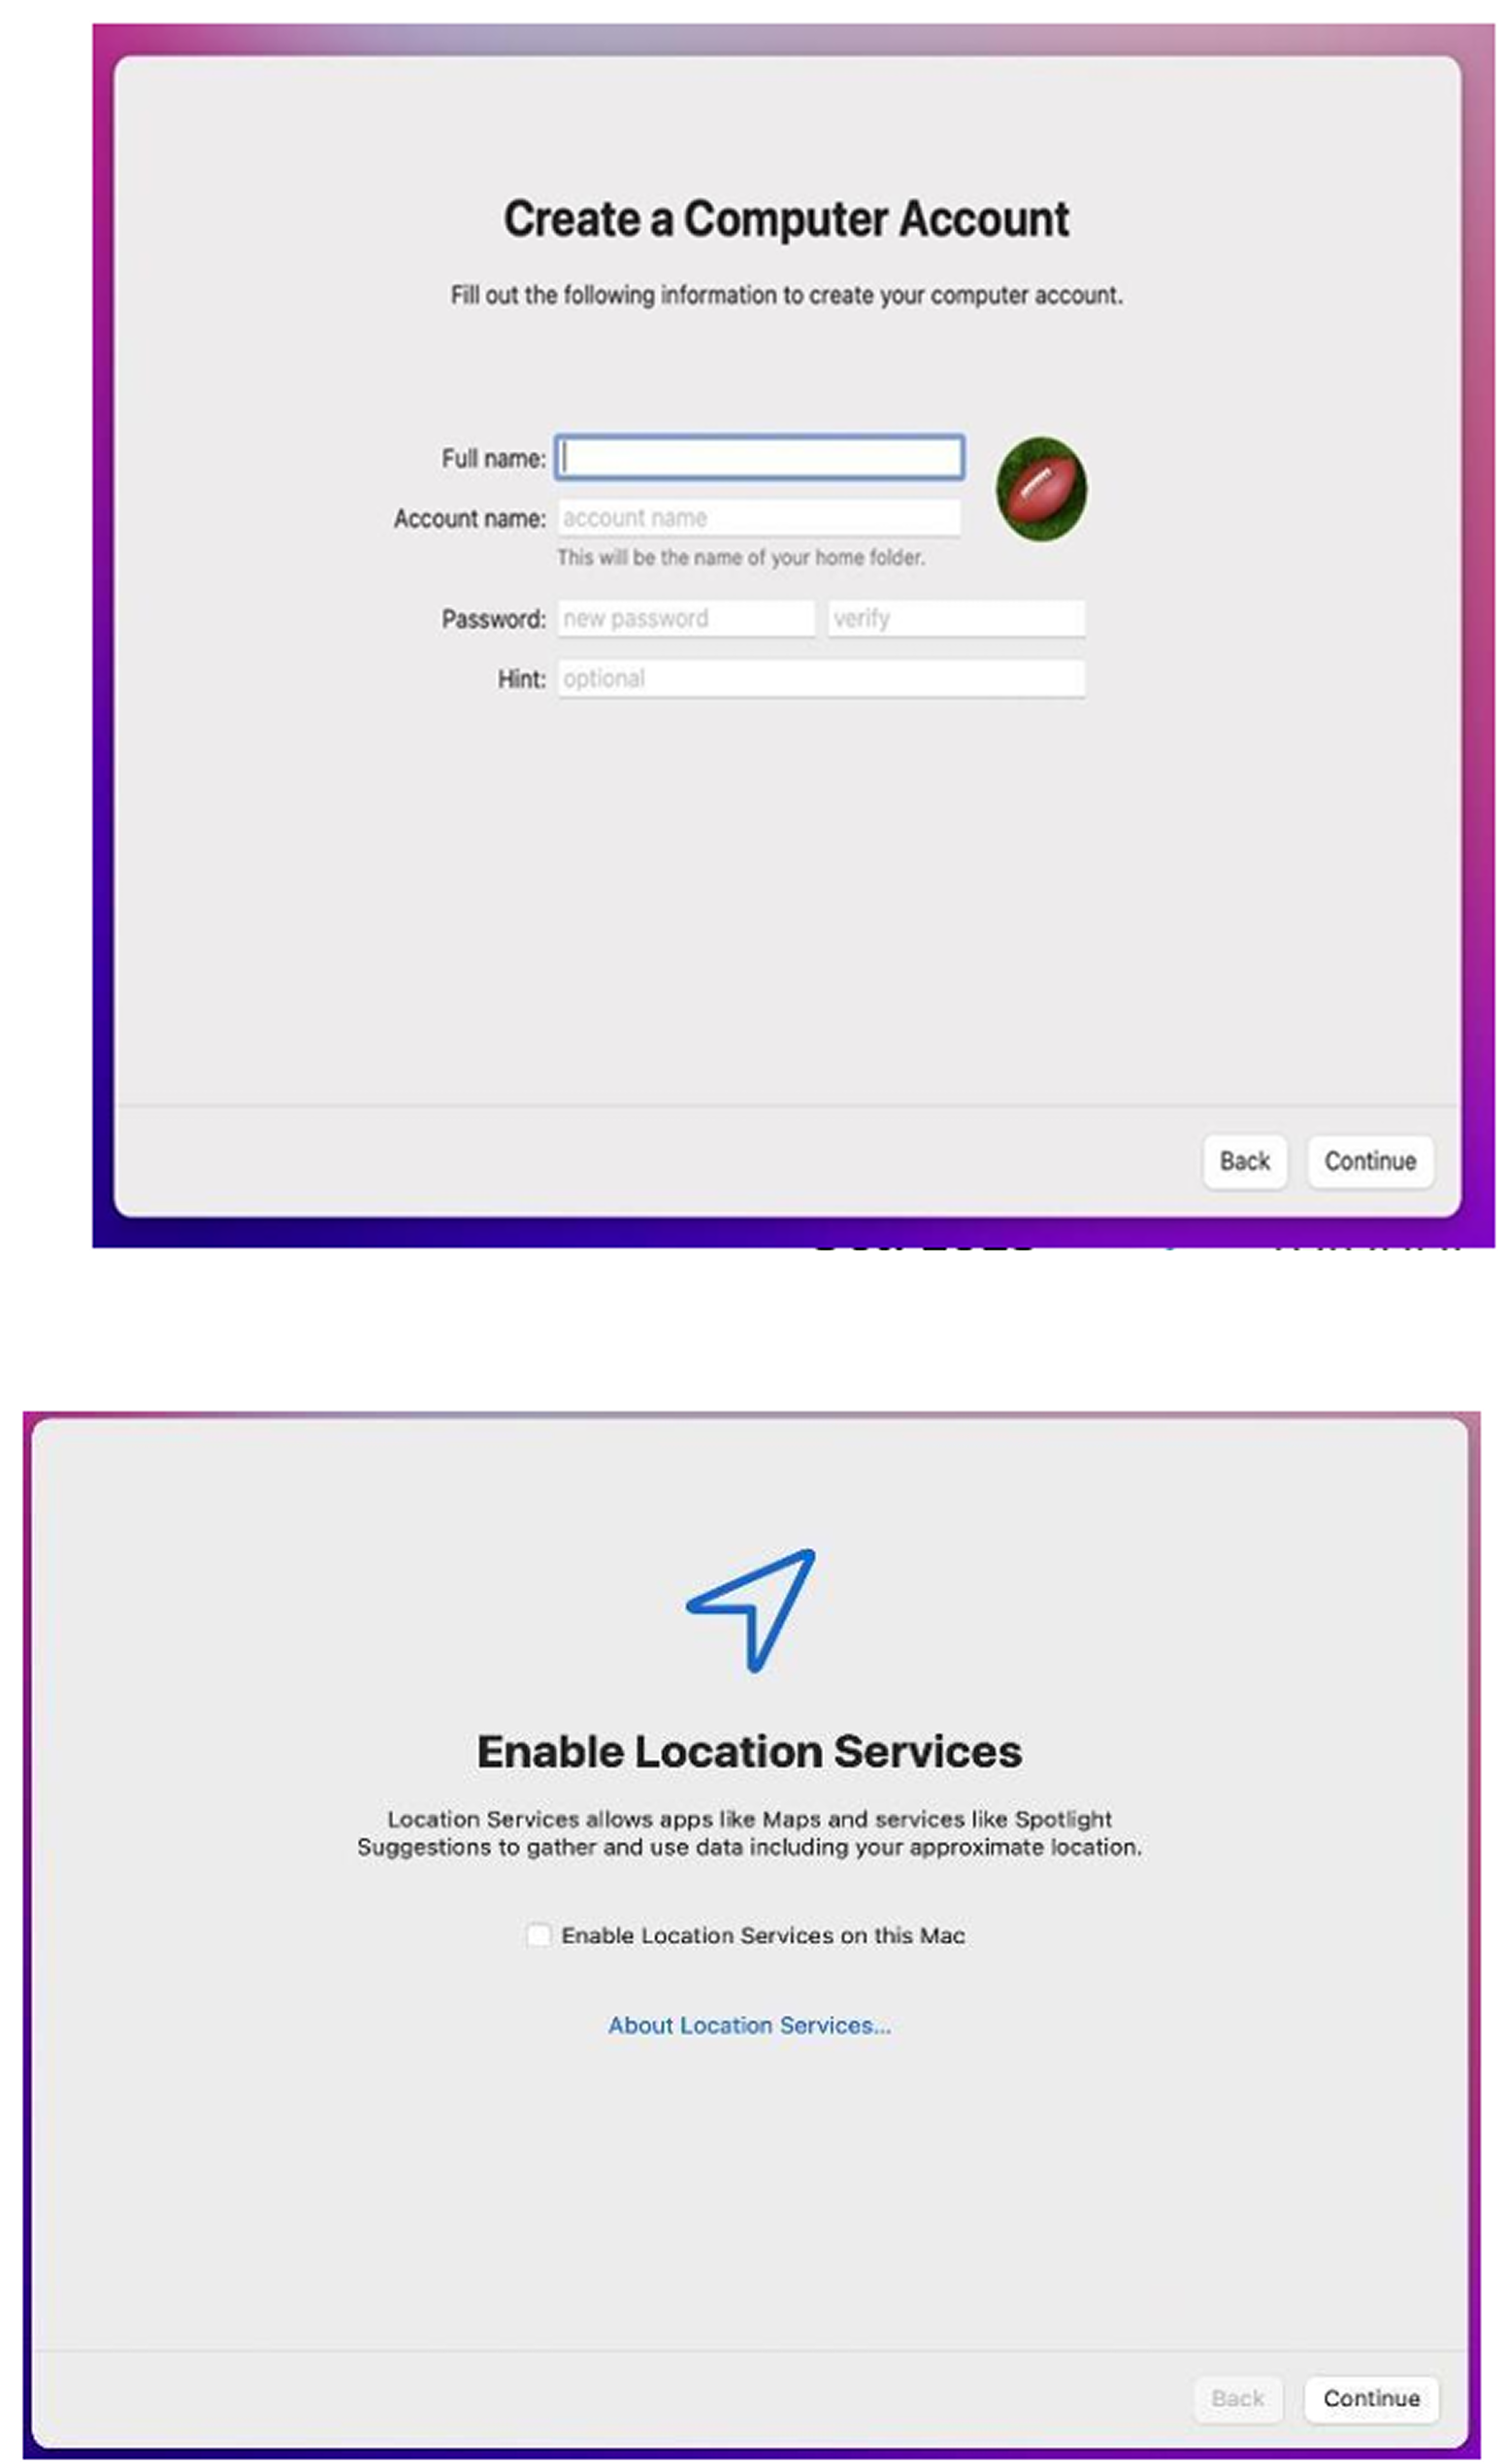 Create a Computer Account
Fill out the following information to create your computer account.
Full name:
Account name: account name
This will be the name of your home folder.
Password: new password verify
Hint: optional
Back Continue
Enable Location Services
Location Services allows apps like Maps and services like Spotlight
Suggestions to gather and use data including your approximate location.
Enable Location Services on this Mac
About Location Services...
Back Continue